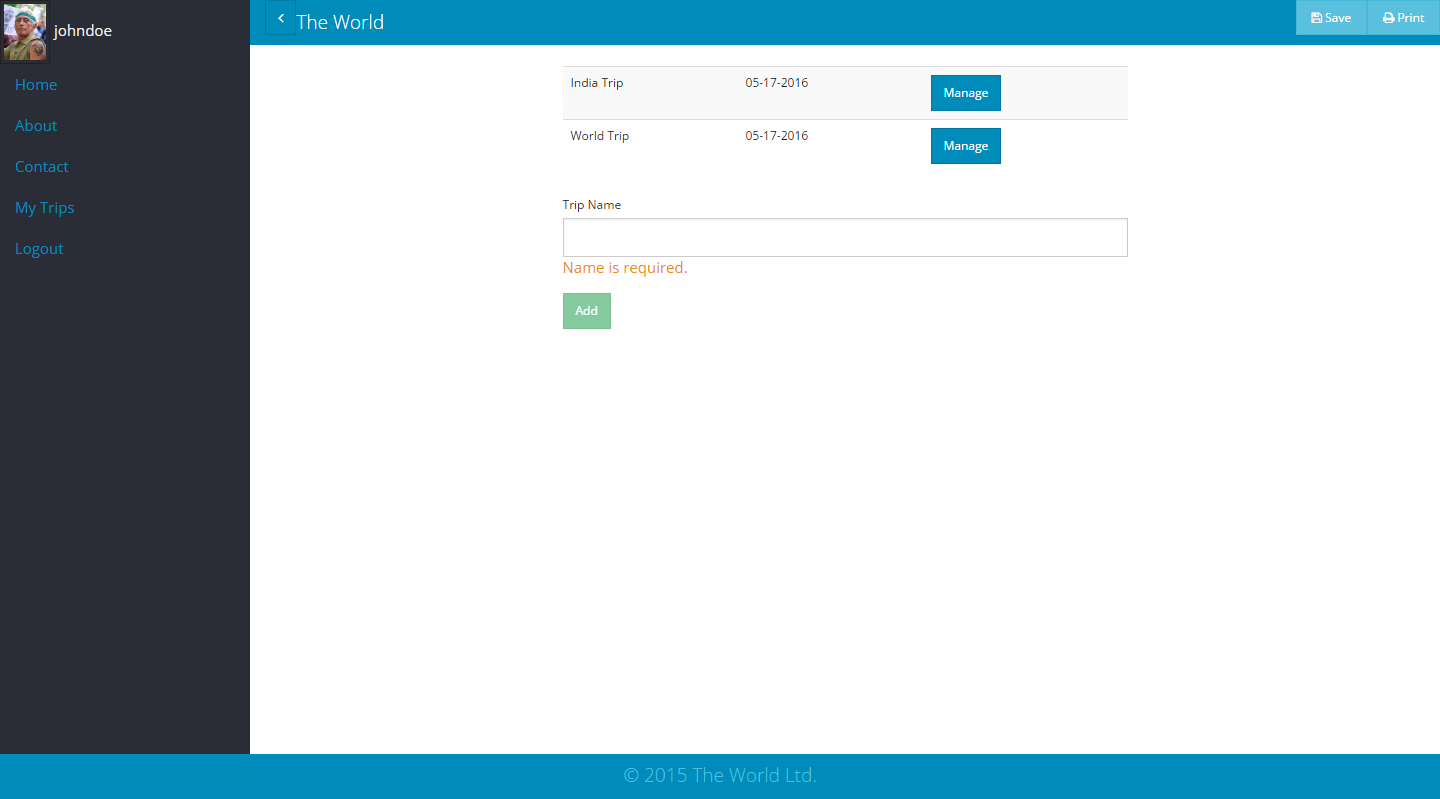 johndoe
Home
About
Contact
My Trips
Logout
The World
Save
Print
India Trip 05-17-2016 Manage
World Trip 05-17-2016 Manage
Trip Name
Name is required.
Add
© 2015 The World Ltd.